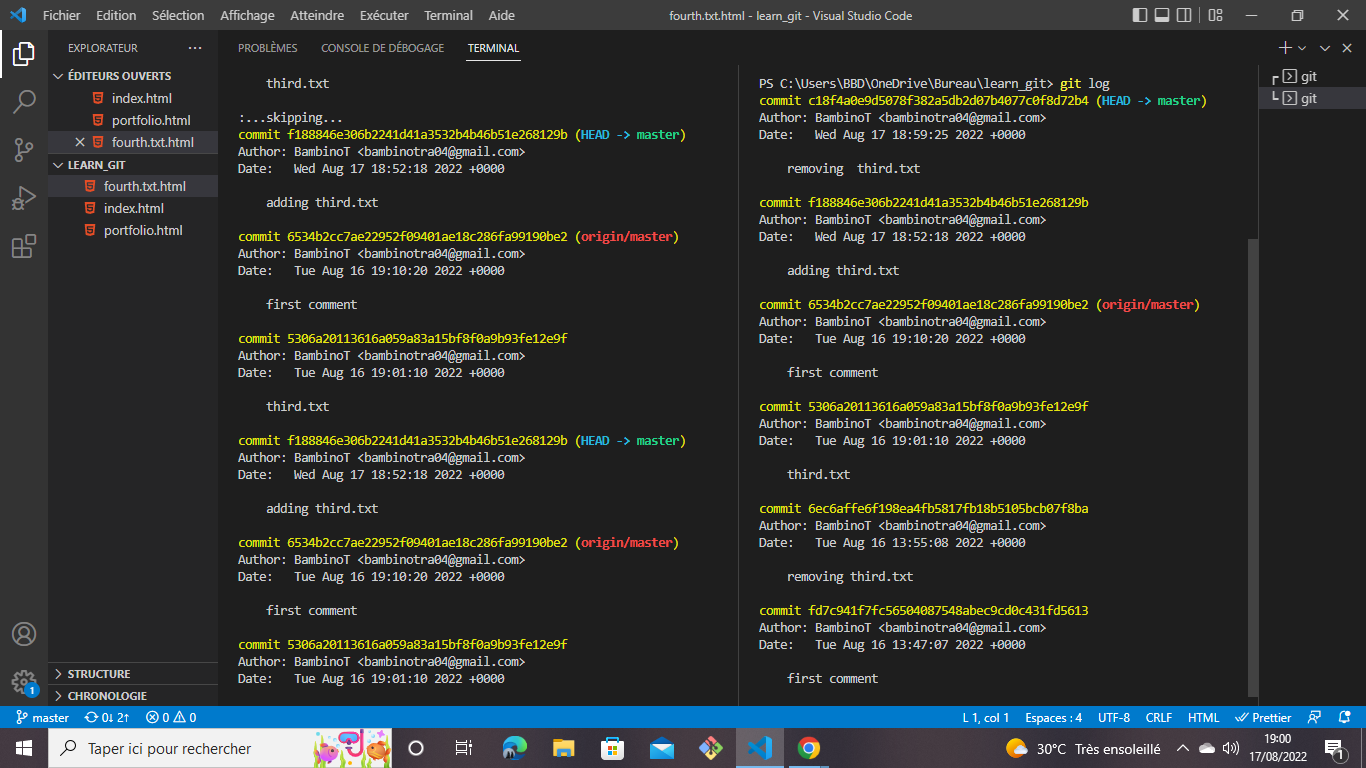 Fichier Edition Sélection Affichage Atteindre Exécuter Terminal Aide
fourth.txt.html - learn_git - Visual Studio Code
EXPLORATEUR
ÉDITEURS OUVERTS
index.html
portfolio.html
fourth.txt.html
LEARN_GIT
fourth.txt.html
index.html
portfolio.html
STRUCTURE
CHRONOLOGIE
1
PROBLÈMES CONSOLE DE DÉBOGAGE TERMINAL
third.txt
:...skipping...
commit f188846e306b2241d41a3532b4b46b51e268129b (HEAD -> master)
Author: BambinoT <bambinotra04@gmail.com>
Date:   Wed Aug 17 18:52:18 2022 +0000
adding third.txt
commit 6534b2cc7ae22952f09401ae18c286fa99190be2 (origin/master)
Author: BambinoT <bambinotra04@gmail.com>
Date:   Tue Aug 16 19:10:20 2022 +0000
first comment
commit 5306a20113616a059a83a15bf8f0a9b93fe12e9f
Author: BambinoT <bambinotra04@gmail.com>
Date:   Tue Aug 16 19:01:10 2022 +0000
third.txt
commit f188846e306b2241d41a3532b4b46b51e268129b (HEAD -> master)
Author: BambinoT <bambinotra04@gmail.com>
Date:   Wed Aug 17 18:52:18 2022 +0000
adding third.txt
commit 6534b2cc7ae22952f09401ae18c286fa99190be2 (origin/master)
Author: BambinoT <bambinotra04@gmail.com>
Date:   Tue Aug 16 19:10:20 2022 +0000
first comment
commit 5306a20113616a059a83a15bf8f0a9b93fe12e9f
Author: BambinoT <bambinotra04@gmail.com>
Date:   Tue Aug 16 19:01:10 2022 +0000
PS C:\Users\BBD\OneDrive\Bureau\learn_git> git log
commit c18f4a0e9d5078f382a5db2d07b4077c0f8d72b4 (HEAD -> master)
Author: BambinoT <bambinotra04@gmail.com>
Date:   Wed Aug 17 18:59:25 2022 +0000
removing  third.txt
commit f188846e306b2241d41a3532b4b46b51e268129b
Author: BambinoT <bambinotra04@gmail.com>
Date:   Wed Aug 17 18:52:18 2022 +0000
adding third.txt
commit 6534b2cc7ae22952f09401ae18c286fa99190be2 (origin/master)
Author: BambinoT <bambinotra04@gmail.com>
Date:   Tue Aug 16 19:10:20 2022 +0000
first comment
commit 5306a20113616a059a83a15bf8f0a9b93fe12e9f
Author: BambinoT <bambinotra04@gmail.com>
Date:   Tue Aug 16 19:01:10 2022 +0000
third.txt
commit 6ec6affe6f198ea4fb5817fb18b5105bcb07f8ba
Author: BambinoT <bambinotra04@gmail.com>
Date:   Tue Aug 16 13:55:08 2022 +0000
removing third.txt
commit fd7c941f7fc56504087548abec9cd0c431fd5613
Author: BambinoT <bambinotra04@gmail.com>
Date:   Tue Aug 16 13:47:07 2022 +0000
first comment
git
git
master 0↓ 2↑ 0 0
L 1, col 1 Espaces : 4 UTF-8 CRLF HTML Prettier
Taper ici pour rechercher
30°C Très ensoleillé
19:00
17/08/2022
1